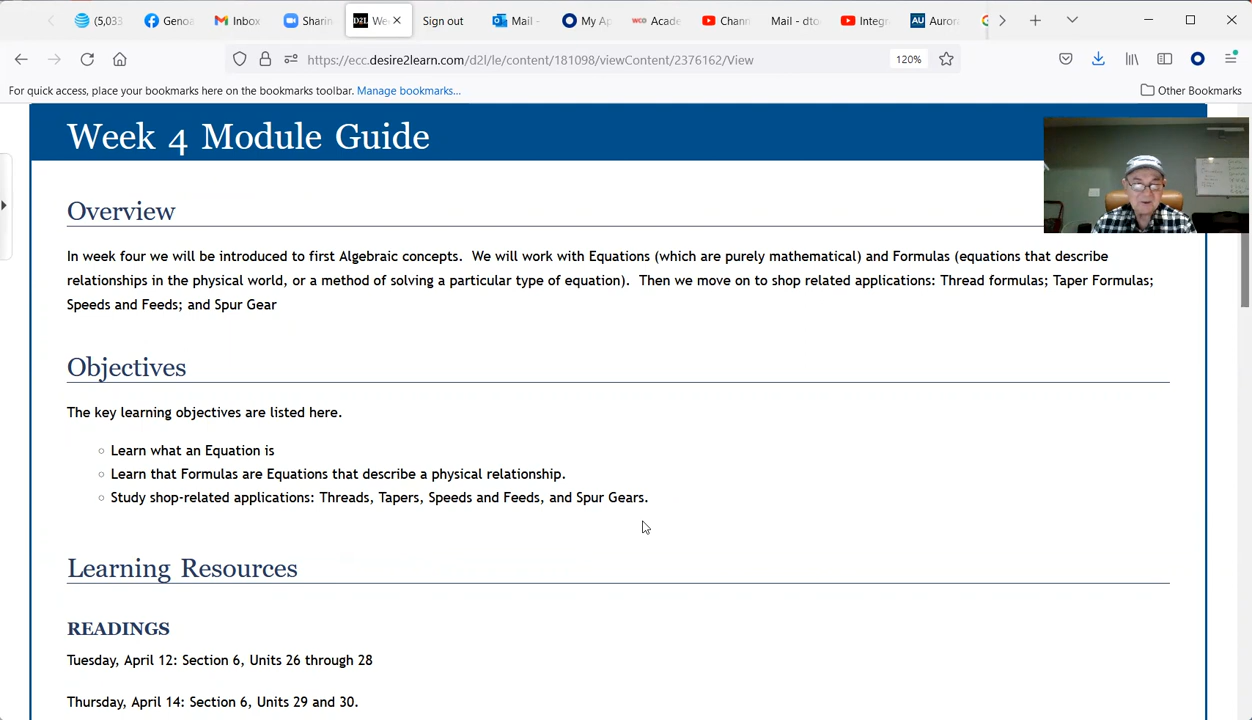 (5,033
Genoa
Inbox
Sharin
D2L We
Sign out
Mail -
My Ap
WCO Acade
Chann
Mail - dto
Integr
AU Auror
https://ecc.desire2learn.com/d2l/le/content/181098/viewContent/2376162/View
120%
For quick access, place your bookmarks here on the bookmarks toolbar. Manage bookmarks...
Other Bookmarks
Week 4 Module Guide
Overview
In week four we will be introduced to first Algebraic concepts. We will work with Equations (which are purely mathematical) and Formulas (equations that describe
relationships in the physical world, or a method of solving a particular type of equation). Then we move on to shop related applications: Thread formulas; Taper Formulas;
Speeds and Feeds; and Spur Gear
Objectives
The key learning objectives are listed here.
Learn what an Equation is
Learn that Formulas are Equations that describe a physical relationship.
Study shop-related applications: Threads, Tapers, Speeds and Feeds, and Spur Gears.
Learning Resources
READINGS
Tuesday, April 12: Section 6, Units 26 through 28
Thursday, April 14: Section 6, Units 29 and 30.